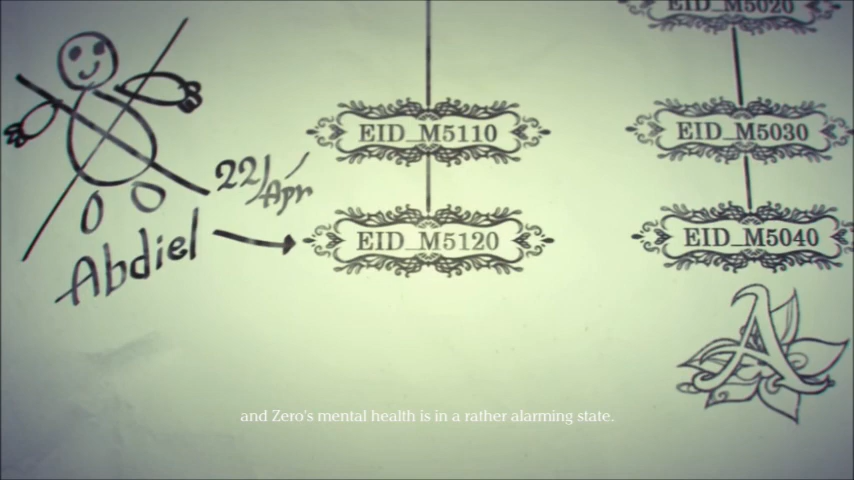 EID_M5020
EID_M5110
EID_M5030
22/Apr
EID_M5120
EID_M5040
Abdiel
A
and Zero's mental health is in a rather alarming state.